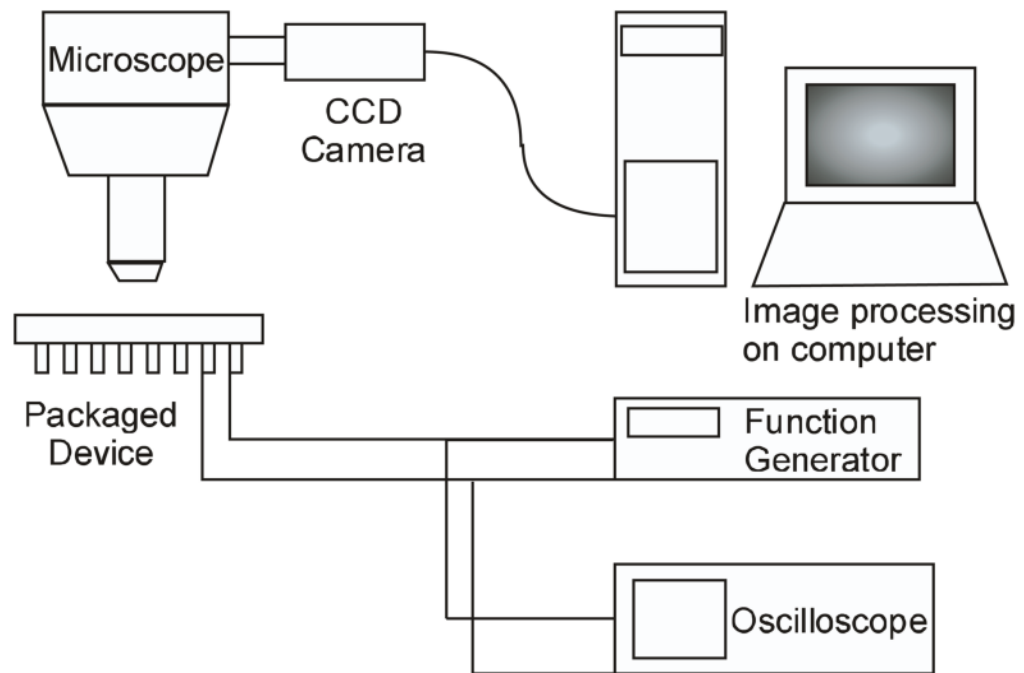 Microscope
CCD
Camera
Image processing
on computer
Packaged
Device
Function
Generator
Oscilloscope